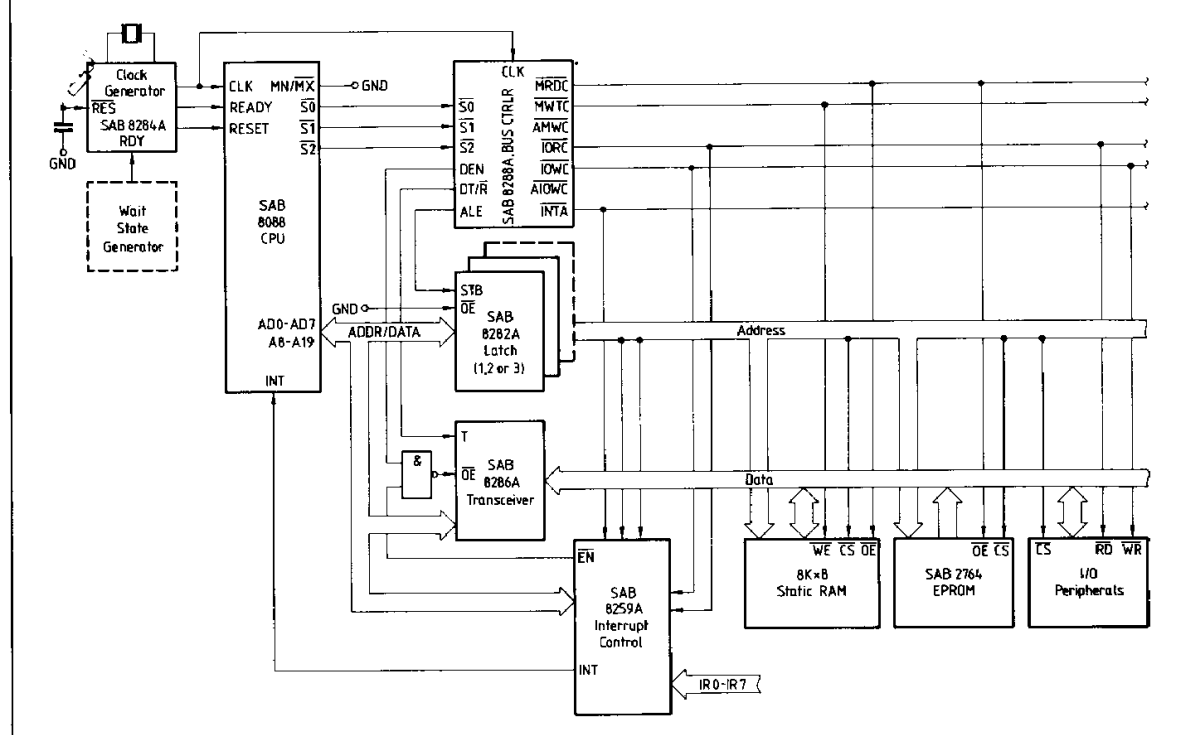 Clock
Generator
RES
SAB 8284A
RDY
GND
Wait
State
Generator
CLK MN/MX
READY S0
RESET S1
S2
GND
SAB
8088
CPU
AD0-AD7
A8-A19
INT
CLK
S0
S1
S2
DEN
DT/R
ALE
SAB 8288A.BUS CTRLR
MRDC
MWTC
AMWC
IORC
IOWC
AIOWC
INTA
STB
GND OE
SAB
8282A
Latch
(1,2 or 3)
ADDR/DATA
Address
T
& OE
SAB
8286A
Transceiver
Data
EN
SAB
8259A
Interrupt
Control
INT
IR0-IR7
WE CS OE
8K×8
Static RAM
OE CS
SAB 2764
EPROM
CS RD WR
I/O
Peripherals